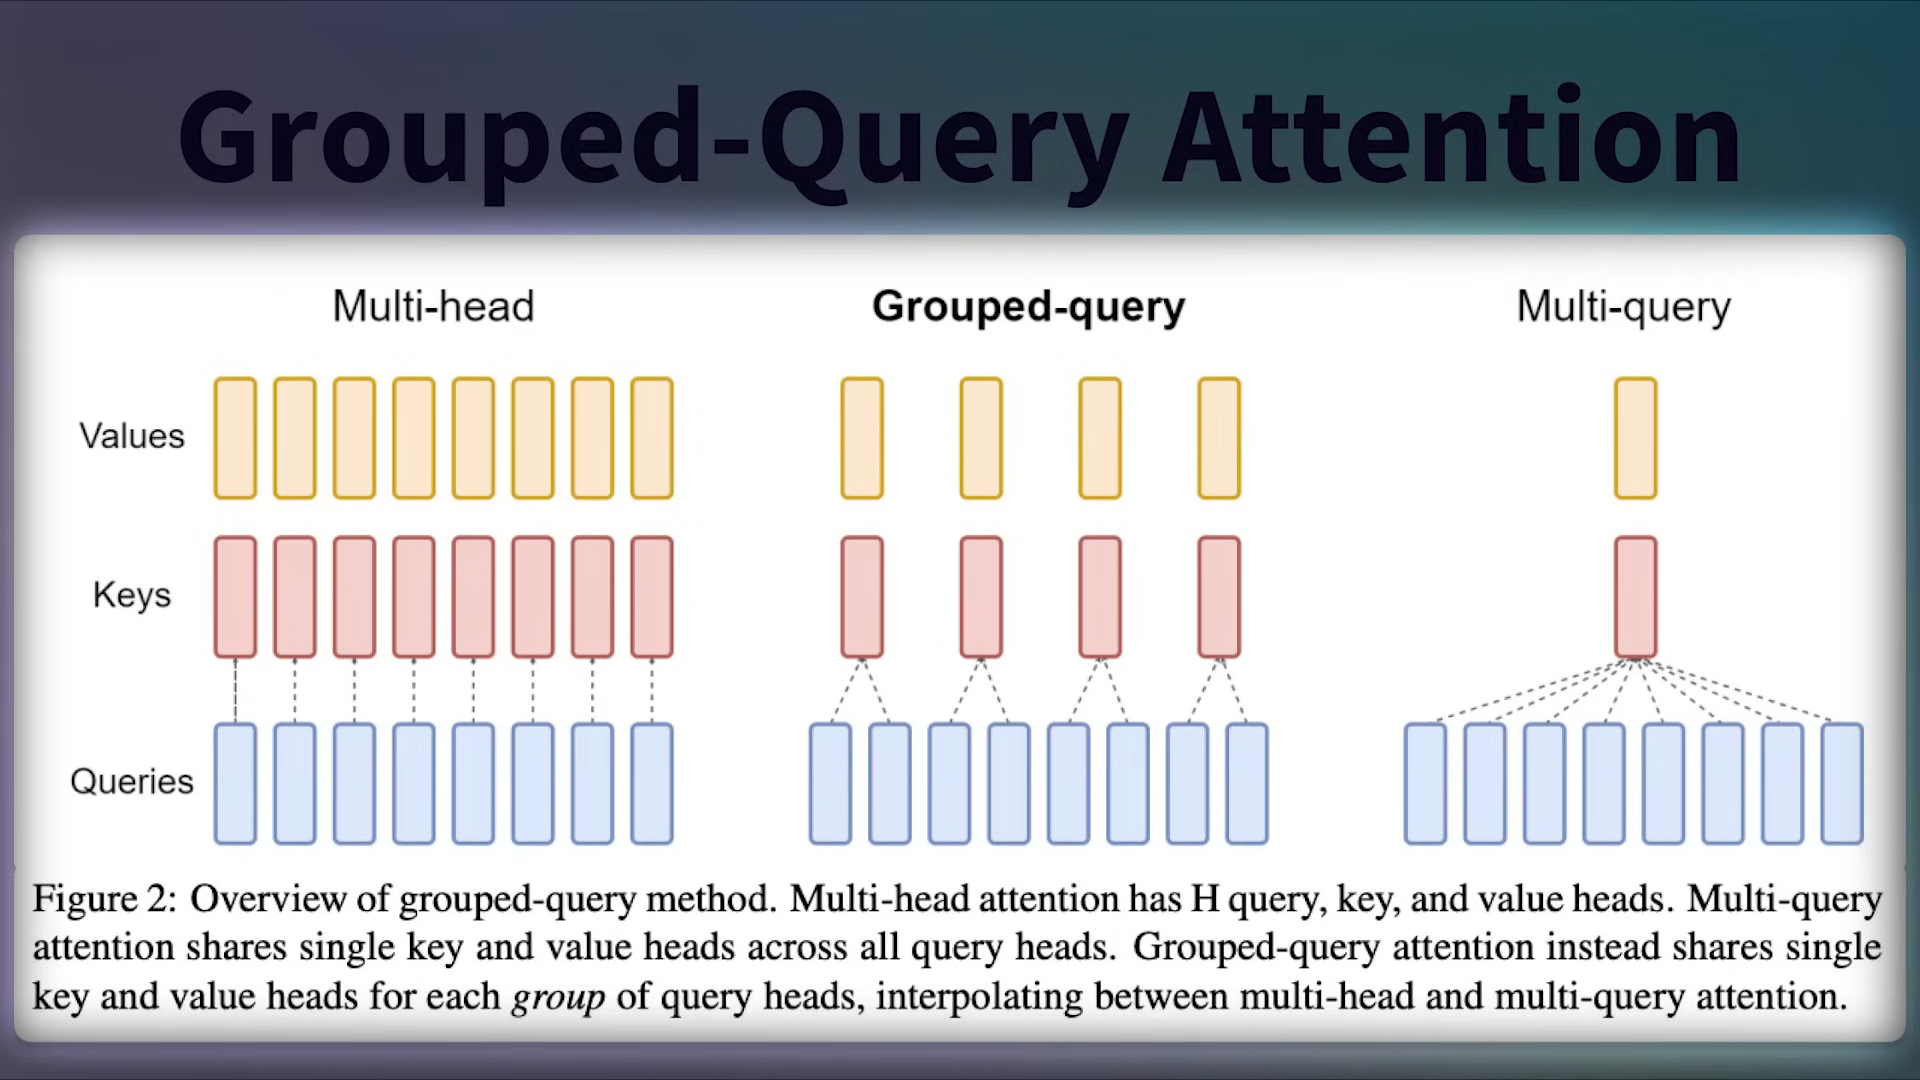 Grouped-Query Attention
Multi-head
Grouped-query
Multi-query
Values
Keys
Queries
Figure 2: Overview of grouped-query method. Multi-head attention has H query, key, and value heads. Multi-query
attention shares single key and value heads across all query heads. Grouped-query attention instead shares single
key and value heads for each group of query heads, interpolating between multi-head and multi-query attention.